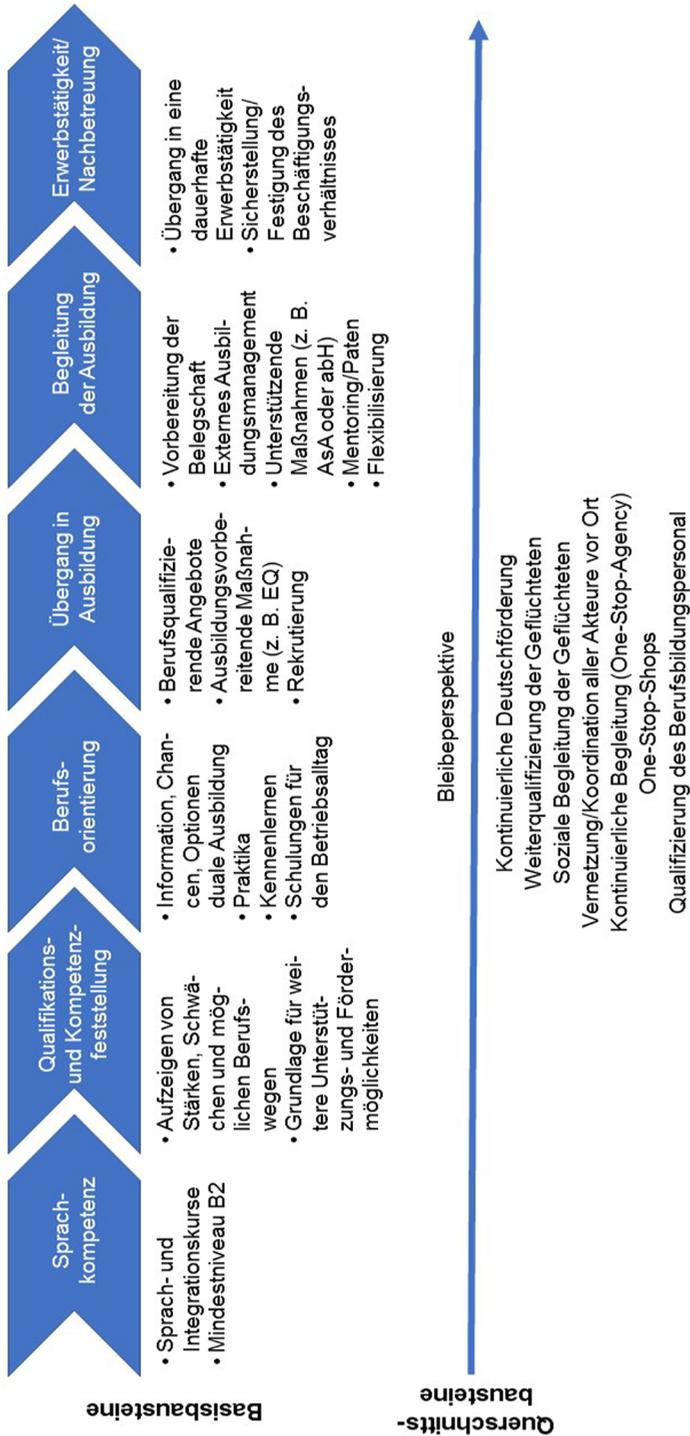 Basisbausteine
Sprach-
kompetenz
• Sprach- und
Integrationskurse
• Mindestniveau B2
Qualifikations-
und Kompetenz-
feststellung
• Aufzeigen von
Stärken, Schwä-
chen und mög-
lichen Berufs-
wegen
• Grundlage für wei-
tere Unterstüt-
zungs- und Förder-
möglichkeiten
Berufs-
orientierung
• Information, Chan-
cen, Optionen
duale Ausbildung
• Praktika
• Kennenlernen
• Schulungen für
den Betriebsalltag
Übergang in
Ausbildung
• Berufsqualifizie-
rende Angebote
• Ausbildungsvorbe-
reitende Maßnah-
me (z. B. EQ)
• Rekrutierung
Begleitung
der Ausbildung
• Vorbereitung der
Belegschaft
• Externes Ausbil-
dungsmanagement
• Unterstützende
Maßnahmen (z. B.
AsA oder abH)
• Mentoring/Paten
• Flexibilisierung
Erwerbstätigkeit/
Nachbetreuung
• Übergang in eine
dauerhafte
Erwerbstätigkeit
• Sicherstellung/
Festigung des
Beschäftigungs-
verhältnisses
Querschnitts-
bausteine
Bleibeperspektive
Kontinuierliche Deutschförderung
Weiterqualifizierung der Geflüchteten
Soziale Begleitung der Geflüchteten
Vernetzung/Koordination aller Akteure vor Ort
Kontinuierliche Begleitung (One-Stop-Agency)
One-Stop-Shops
Qualifizierung des Berufsbildungspersonal